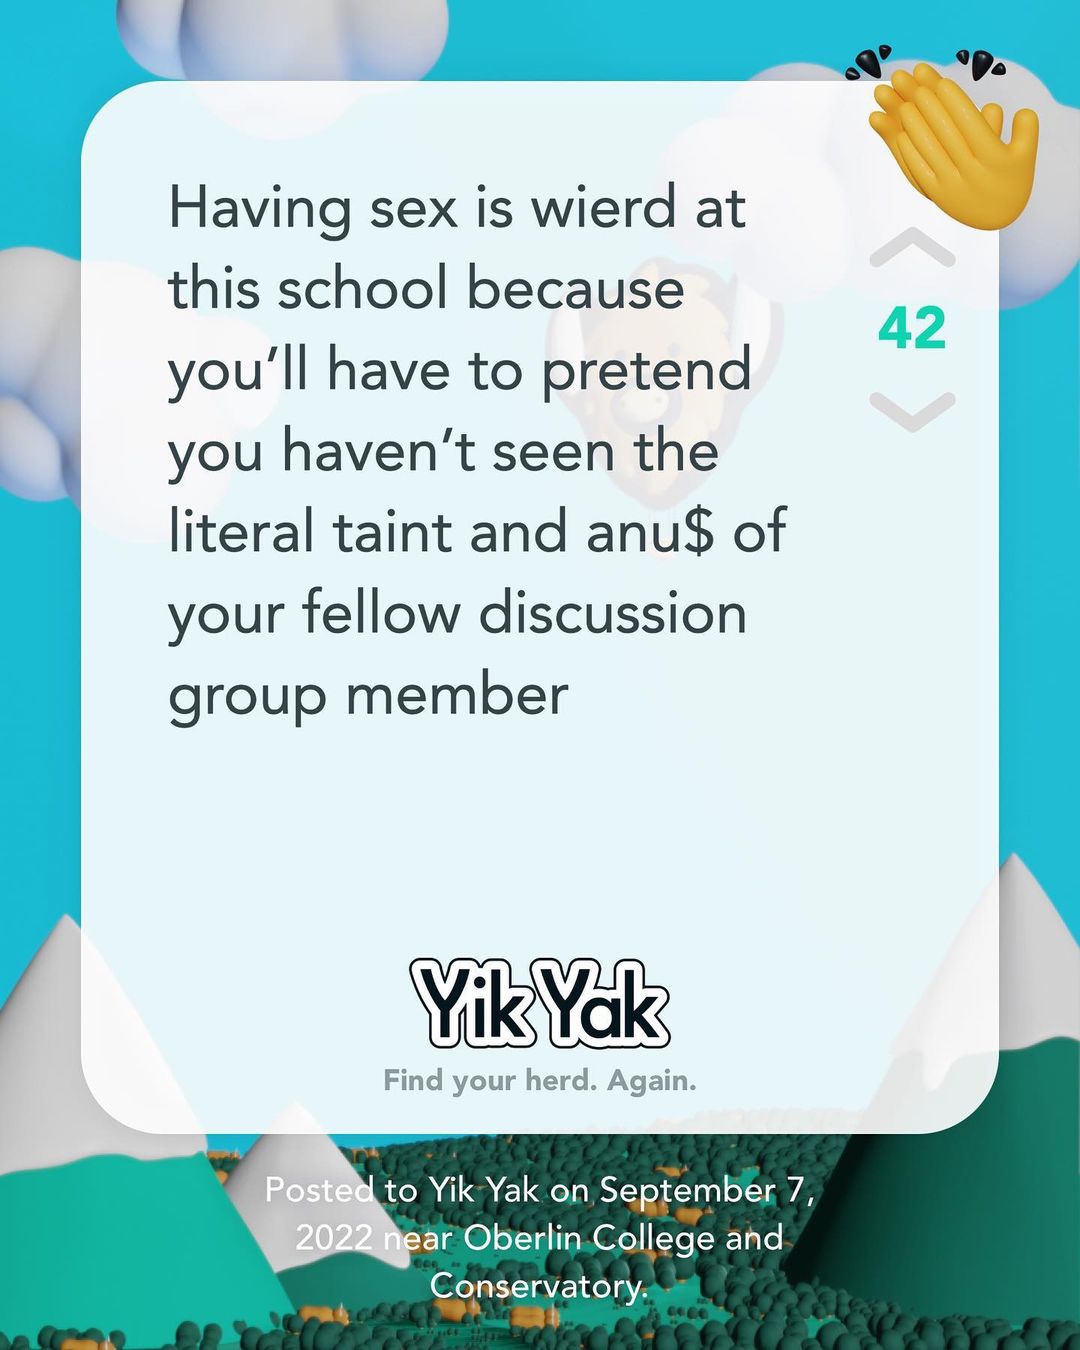 Having sex is wierd at
this school because
you’ll have to pretend
you haven’t seen the
literal taint and anu$ of
your fellow discussion
group member
42
Yik Yak
Find your herd. Again.
Posted to Yik Yak on September 7,
2022 near Oberlin College and
Conservatory.